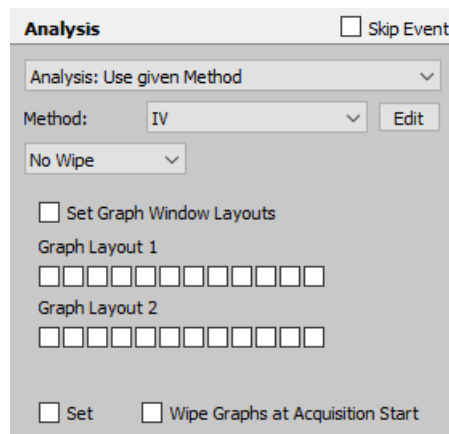 Analysis Skip Event
Analysis: Use given Method
Method: IV Edit
No Wipe
Set Graph Window Layouts
Graph Layout 1
Graph Layout 2
Set Wipe Graphs at Acquisition Start